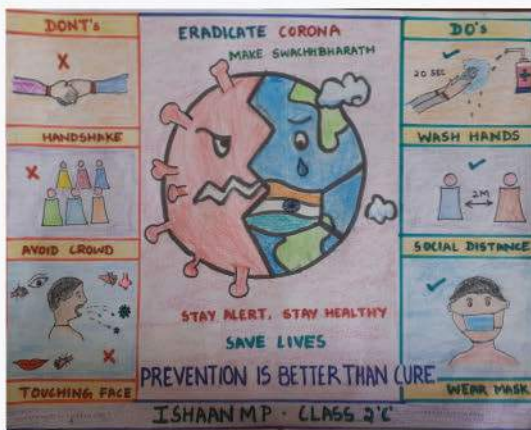 DONT's
HANDSHAKE
AVOID CROWD
TOUCHING FACE
ERADICATE CORONA
MAKE SWACHHBHARATH
STAY ALERT, STAY HEALTHY
SAVE LIVES
PREVENTION IS BETTER THAN CURE
DO's
20 SEC
WASH HANDS
2M
SOCIAL DISTANCE
WEAR MASK
ISHAAN M P - CLASS 2'C'